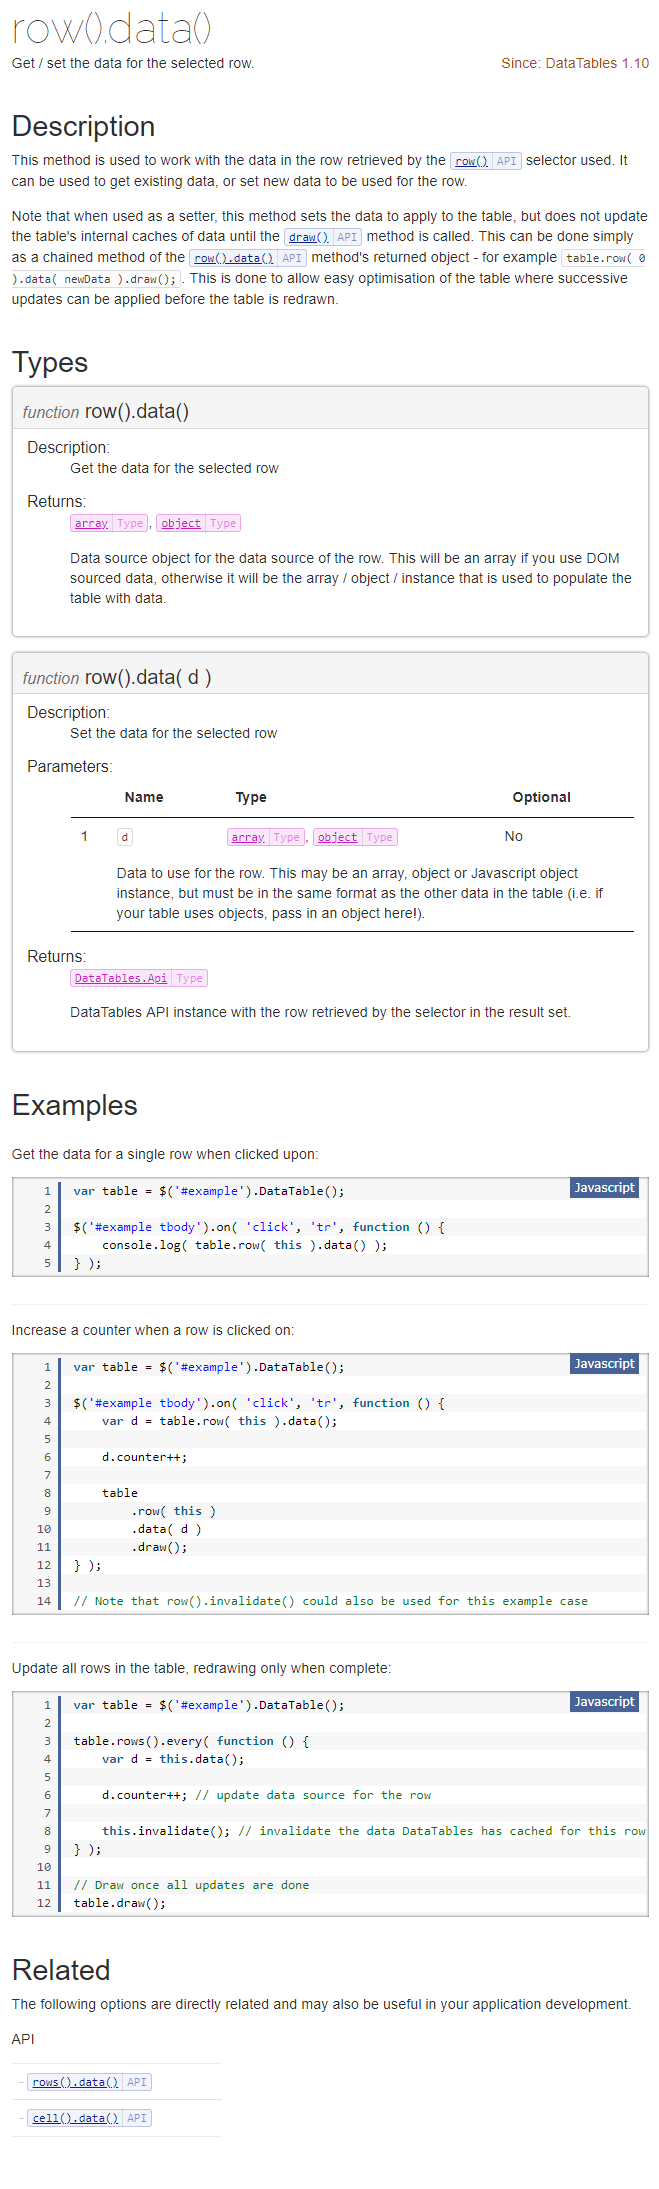 row().data()
Get / set the data for the selected row.
Since: DataTables 1.10
Description
This method is used to work with the data in the row retrieved by the row() API selector used. It
can be used to get existing data, or set new data to be used for the row.
Note that when used as a setter, this method sets the data to apply to the table, but does not update
the table's internal caches of data until the draw() API method is called. This can be done simply
as a chained method of the row().data() API method's returned object - for example table.row( 0
).data( newData ).draw(); . This is done to allow easy optimisation of the table where successive
updates can be applied before the table is redrawn.
Types
function row().data()
Description:
Get the data for the selected row
Returns:
array Type, object Type
Data source object for the data source of the row. This will be an array if you use DOM
sourced data, otherwise it will be the array / object / instance that is used to populate the
table with data.
function row().data( d )
Description:
Set the data for the selected row
Parameters:
Name Type Optional
1 d array Type, object Type No
Data to use for the row. This may be an array, object or Javascript object
instance, but must be in the same format as the other data in the table (i.e. if
your table uses objects, pass in an object here!).
Returns:
DataTables.Api Type
DataTables API instance with the row retrieved by the selector in the result set.
Examples
Get the data for a single row when clicked upon:
Javascript
1 var table = $('#example').DataTable();
2
3 $('#example tbody').on( 'click', 'tr', function () {
4     console.log( table.row( this ).data() );
5 } );
Increase a counter when a row is clicked on:
Javascript
1 var table = $('#example').DataTable();
2
3 $('#example tbody').on( 'click', 'tr', function () {
4     var d = table.row( this ).data();
5
6     d.counter++;
7
8     table
9         .row( this )
10         .data( d )
11         .draw();
12 } );
13
14 // Note that row().invalidate() could also be used for this example case
Update all rows in the table, redrawing only when complete:
Javascript
1 var table = $('#example').DataTable();
2
3 table.rows().every( function () {
4     var d = this.data();
5
6     d.counter++; // update data source for the row
7
8     this.invalidate(); // invalidate the data DataTables has cached for this row
9 } );
10
11 // Draw once all updates are done
12 table.draw();
Related
The following options are directly related and may also be useful in your application development.
API
– rows().data() API
– cell().data() API